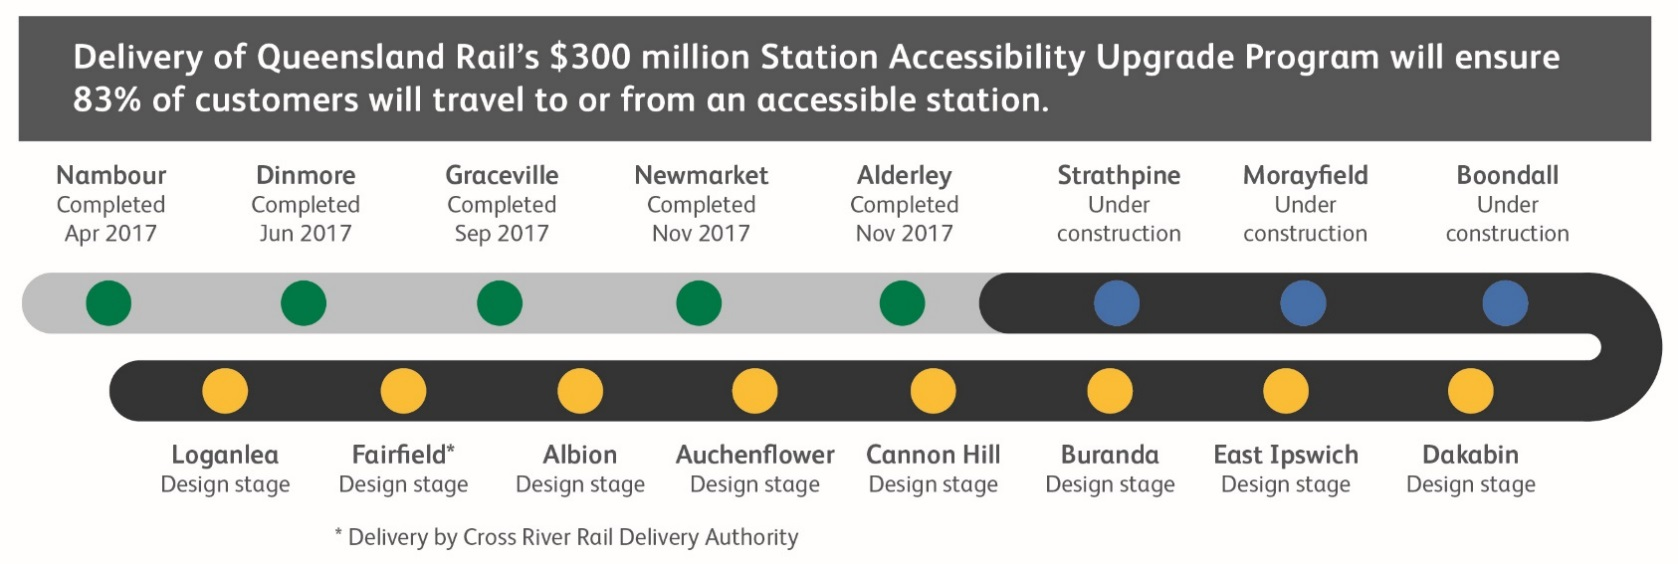 Delivery of Queensland Rail's $300 million Station Accessibility Upgrade Program will ensure
83% of customers will travel to or from an accessible station.
Nambour
Completed
Apr 2017
Dinmore
Completed
Jun 2017
Graceville
Completed
Sep 2017
Newmarket
Completed
Nov 2017
Alderley
Completed
Nov 2017
Strathpine
Under
construction
Morayfield
Under
construction
Boondall
Under
construction
Loganlea
Design stage
Fairfield*
Design stage
Albion
Design stage
Auchenflower
Design stage
Cannon Hill
Design stage
Buranda
Design stage
East Ipswich
Design stage
Dakabin
Design stage
* Delivery by Cross River Rail Delivery Authority